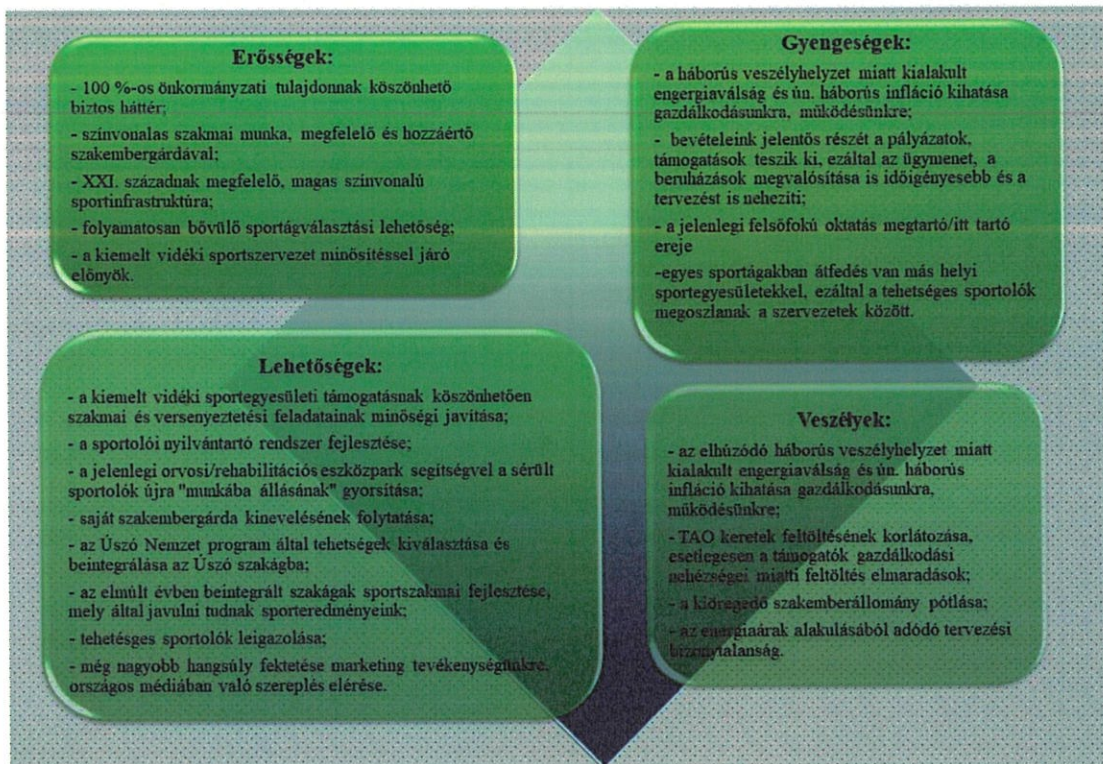 Erősségek:
- 100 %-os önkormányzati tulajdonnak köszönhető
biztos háttér;
- színvonalas szakmai munka, megfelelő és hozzáértő
szakembergárdával;
- XXI. századnak megfelelő, magas színvonalú
sportinfrastruktúra;
- folyamatosan bővülő sportágválasztási lehetőség;
- a kiemelt vidéki sportszervezet minősítéssel járó
előnyök.
Gyengeségek:
- a háborús veszélyhelyzet miatt kialakult
engergiaválság és ún. háborús infláció kihatása
gazdálkodásunkra, működésünkre;
- bevételeink jelentős részét a pályázatok,
támogatások teszik ki, ezáltal az ügymenet, a
beruházások megvalósítása is időigényesebb és a
tervezést is nehezíti;
- a jelenlegi felsőfokú oktatás megtartó/itt tartó
ereje
-egyes sportágakban átfedés van más helyi
sportegyesületekkel, ezáltal a tehetséges sportolók
megoszlanak a szervezetek között.
Lehetőségek:
- a kiemelt vidéki sportegyesületi támogatásnak köszönhetően
szakmai és versenyeztetési feladatainak minőségi javítása;
- a sportolói nyilvántartó rendszer fejlesztése;
- a jelenlegi orvosi/rehabilitációs eszközpark segítségvel a sérült
sportolók újra "munkába állásának" gyorsítása;
- saját szakembergárda kinevelésének folytatása;
- az Úszó Nemzet program által tehetségek kiválasztása és
beintegrálása az Úszó szakágba;
- az elmúlt évben beintegrált szakágak sportszakmai fejlesztése,
mely által javulni tudnak sporteredményeink;
- tehetésges sportolók leigazolása;
- még nagyobb hangsúly fektetése marketing tevékenységünkre,
országos médiában való szereplés elérése.
Veszélyek:
- az elhúzódó háborús veszélyhelyzet miatt
kialakult engergiaválság és ún. háborús
infláció kihatása gazdálkodásunkra,
működésünkre;
- TAO keretek feltöltésének korlátozása,
esetlegesen a támogatók gazdálkodási
nehézségei miatti feltöltés elmaradások;
- a kiöregedő szakemberállomány pótlása;
- az energiaárak alakulásából adódó tervezési
bizonytalanság.